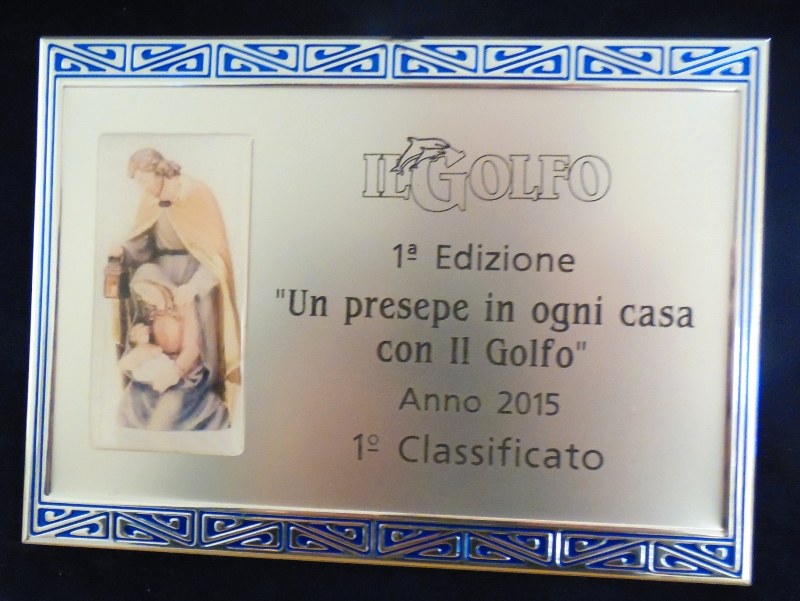 IL GOLFO
1ª Edizione
"Un presepe in ogni casa
con Il Golfo"
Anno 2015
1º Classificato